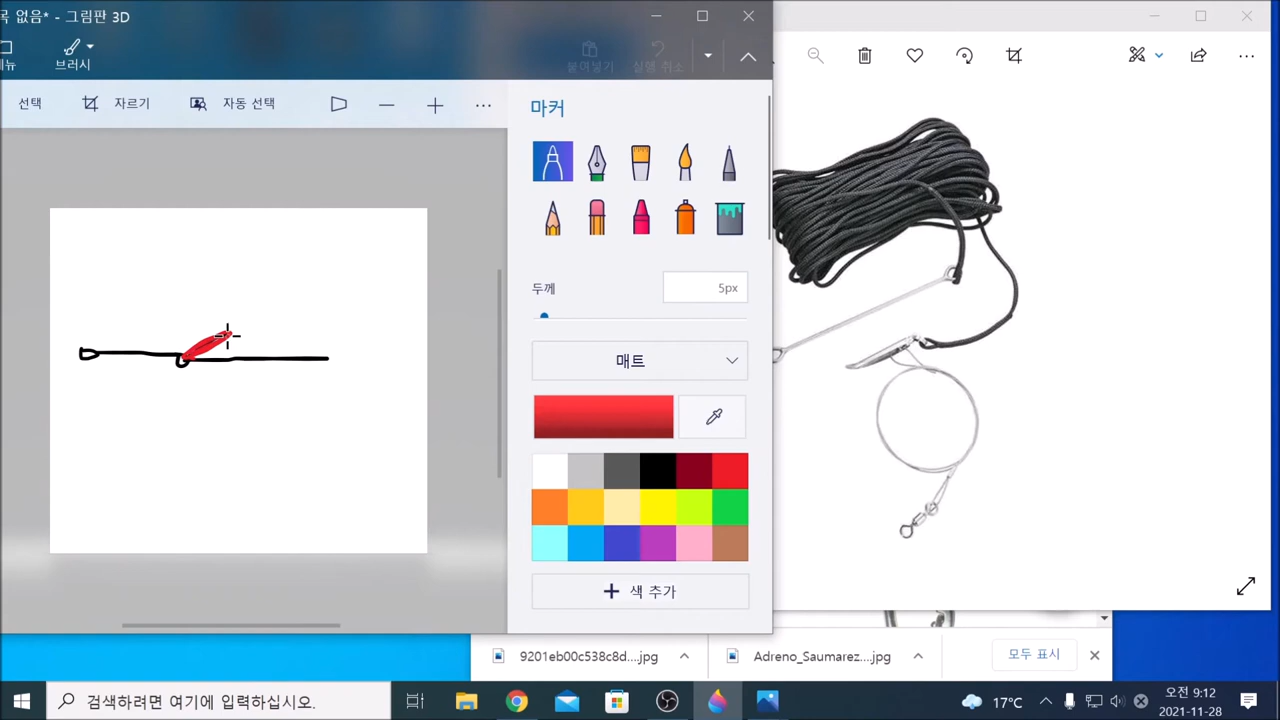 목 없음* - 그림판 3D
메뉴
브러시
붙여넣기
실행 취소
선택
자르기
자동 선택
마커
두께
5px
매트
색 추가
9201eb00c538c8d....jpg
Adreno_Saumarez....jpg
모두 표시
검색하려면 여기에 입력하십시오.
17℃
오전 9:12
2021-11-28